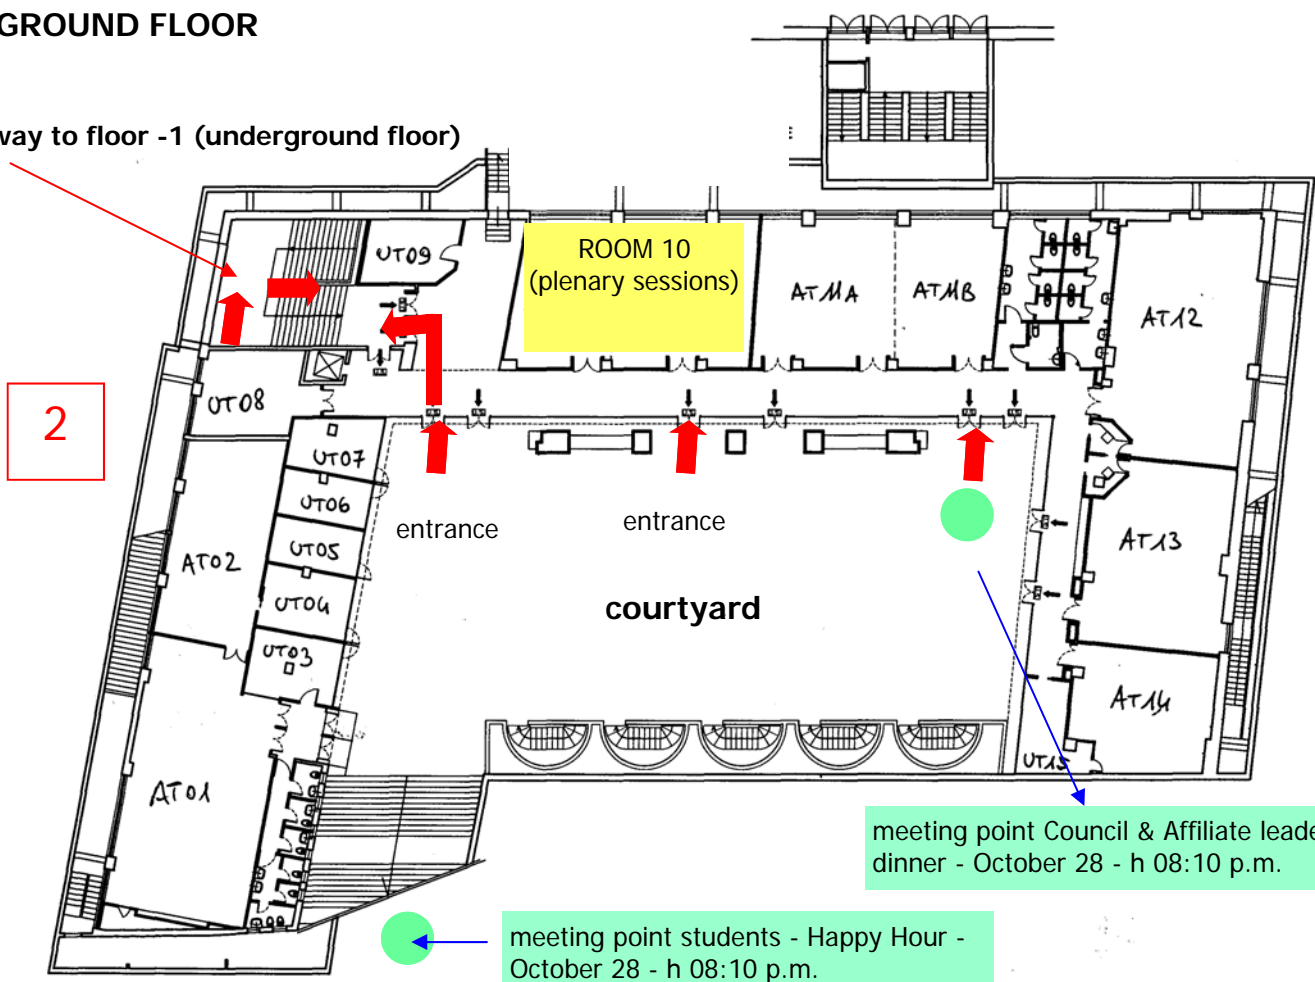 GROUND FLOOR
way to floor -1 (underground floor)
UT09
ROOM 10
(plenary sessions)
AT11A
AT11B
AT12
2
UT08
UT07
UT06
UT05
UT04
UT03
AT02
AT01
entrance
entrance
courtyard
AT13
AT14
UT15
meeting point Council & Affiliate leade
dinner - October 28 - h 08:10 p.m.
meeting point students - Happy Hour -
October 28 - h 08:10 p.m.